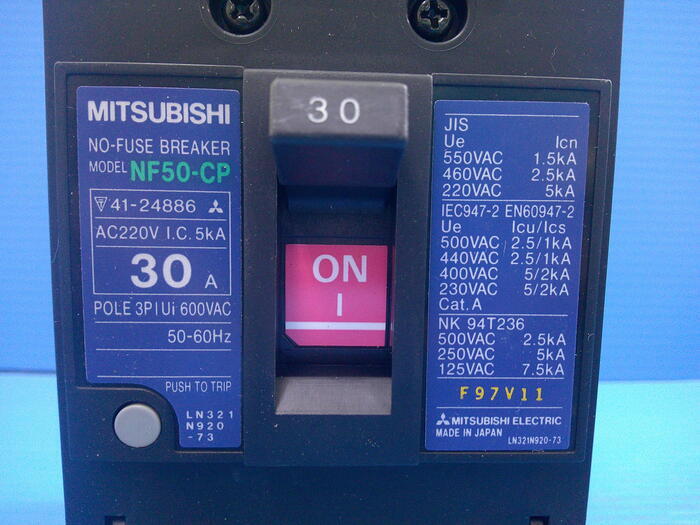 MITSUBISHI
NO-FUSE BREAKER
MODEL NF50-CP
41-24886
AC220V I.C. 5kA
30 A
POLE 3P Ui 600VAC
50-60Hz
PUSH TO TRIP
LN321
N920
-73
30
ON
I
JIS
Ue Icn
550VAC 1.5kA
460VAC 2.5kA
220VAC 5kA
IEC947-2 EN60947-2
Ue Icu/Ics
500VAC 2.5/1kA
440VAC 2.5/1kA
400VAC 5/2kA
230VAC 5/2kA
Cat. A
NK 94T236
500VAC 2.5kA
250VAC 5kA
125VAC 7.5kA
F97V11
MITSUBISHI ELECTRIC
MADE IN JAPAN LN321N920-73